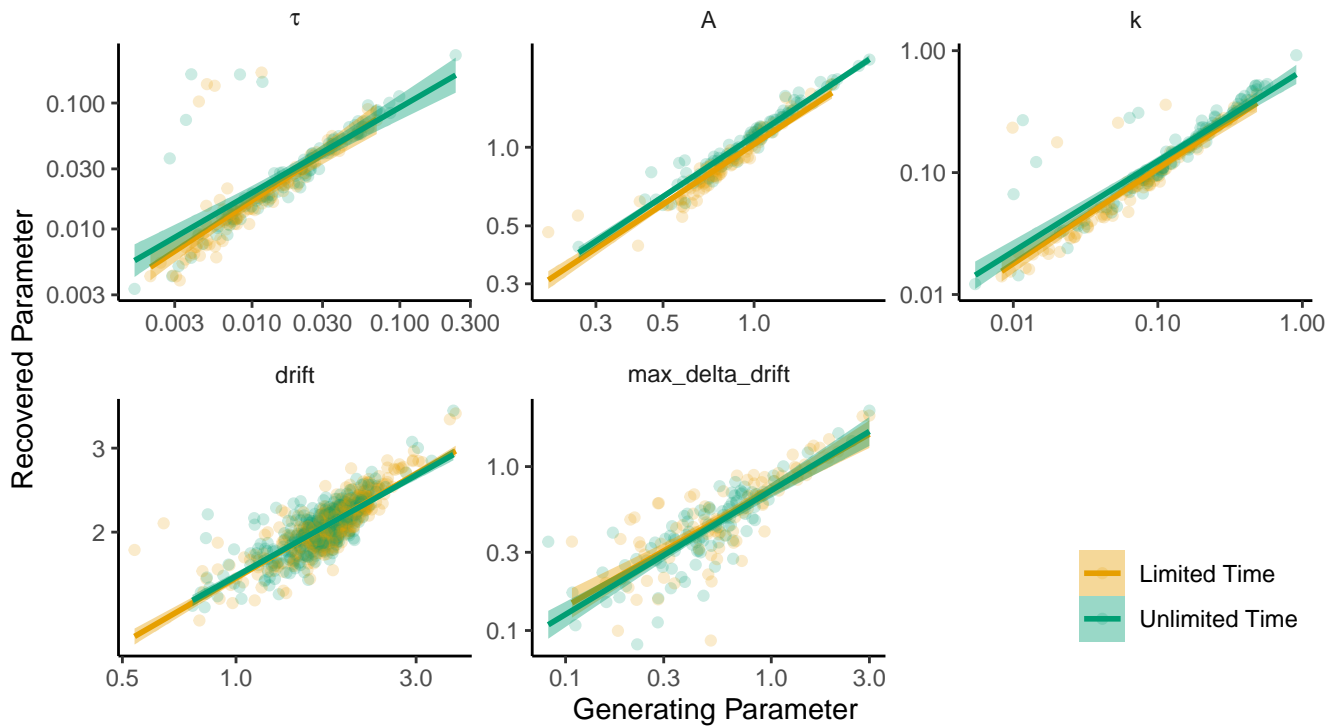 τ A k
0.100
0.030
0.010
0.003
1.0
0.5
0.3
1.00
0.10
0.01
0.003 0.010 0.030 0.100 0.300
0.3 0.5 1.0
0.01 0.10 1.00
Recovered Parameter
drift max_delta_drift
3
2
1.0
0.3
0.1
0.5 1.0 3.0
0.1 0.3 1.0 3.0
Limited Time
Unlimited Time
Generating Parameter